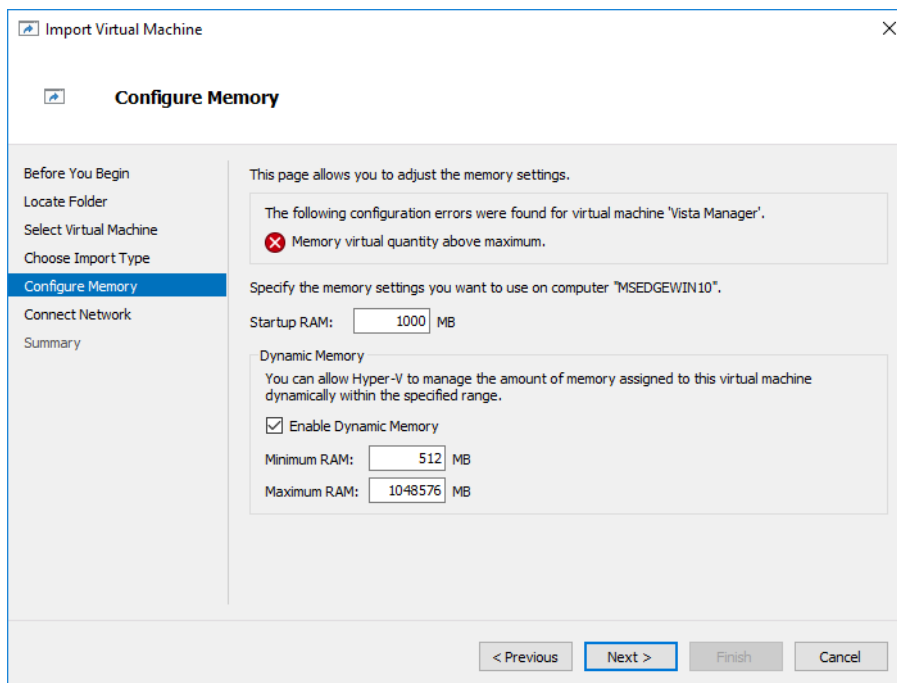 Import Virtual Machine
Configure Memory
Before You Begin
Locate Folder
Select Virtual Machine
Choose Import Type
Configure Memory
Connect Network
Summary
This page allows you to adjust the memory settings.
The following configuration errors were found for virtual machine 'Vista Manager'.
Memory virtual quantity above maximum.
Specify the memory settings you want to use on computer "MSEDGEWIN10".
Startup RAM: 1000 MB
Dynamic Memory
You can allow Hyper-V to manage the amount of memory assigned to this virtual machine
dynamically within the specified range.
Enable Dynamic Memory
Minimum RAM: 512 MB
Maximum RAM: 1048576 MB
< Previous Next > Finish Cancel